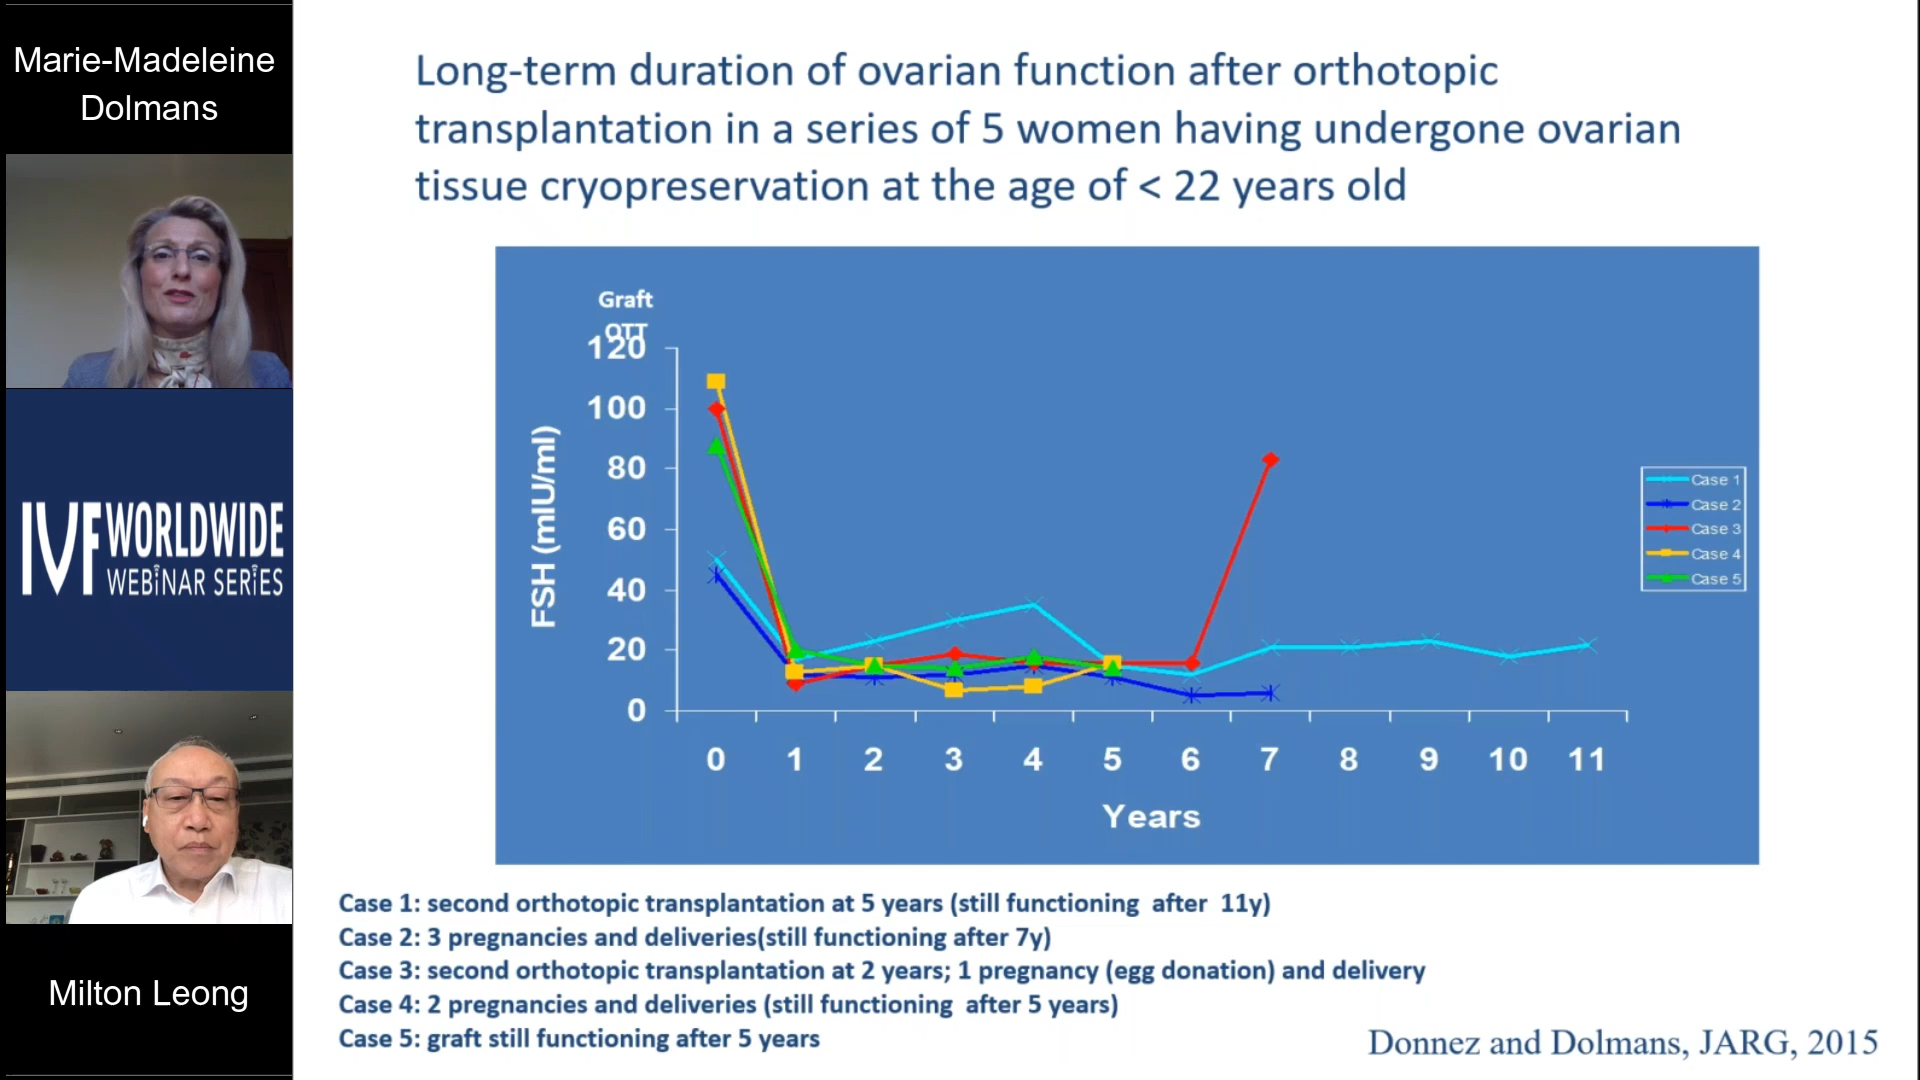 Marie-Madeleine
Dolmans
IVF WORLDWIDE
WEBiNAR SERiES
Milton Leong
Long-term duration of ovarian function after orthotopic
transplantation in a series of 5 women having undergone ovarian
tissue cryopreservation at the age of < 22 years old
Graft
OTT
120
100
80
60
40
20
0
FSH (mIU/ml)
0 1 2 3 4 5 6 7 8 9 10 11
Years
Case 1
Case 2
Case 3
Case 4
Case 5
Case 1: second orthotopic transplantation at 5 years (still functioning after 11y)
Case 2: 3 pregnancies and deliveries(still functioning after 7y)
Case 3: second orthotopic transplantation at 2 years; 1 pregnancy (egg donation) and delivery
Case 4: 2 pregnancies and deliveries (still functioning after 5 years)
Case 5: graft still functioning after 5 years
Donnez and Dolmans, JARG, 2015